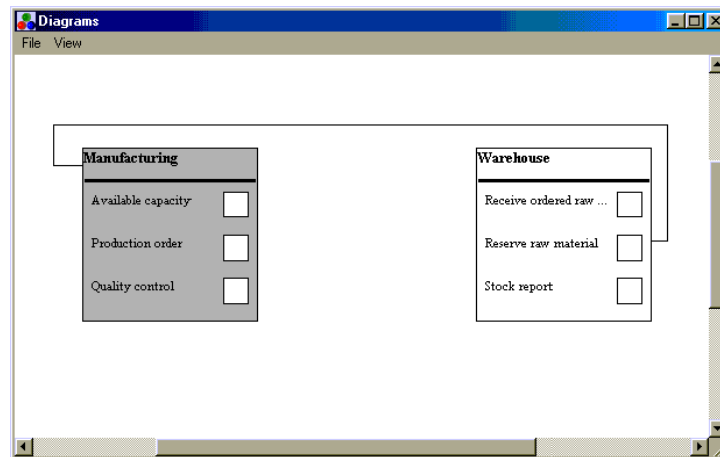 Diagrams
File View
Manufacturing
Available capacity
Production order
Quality control
Warehouse
Receive ordered raw ...
Reserve raw material
Stock report